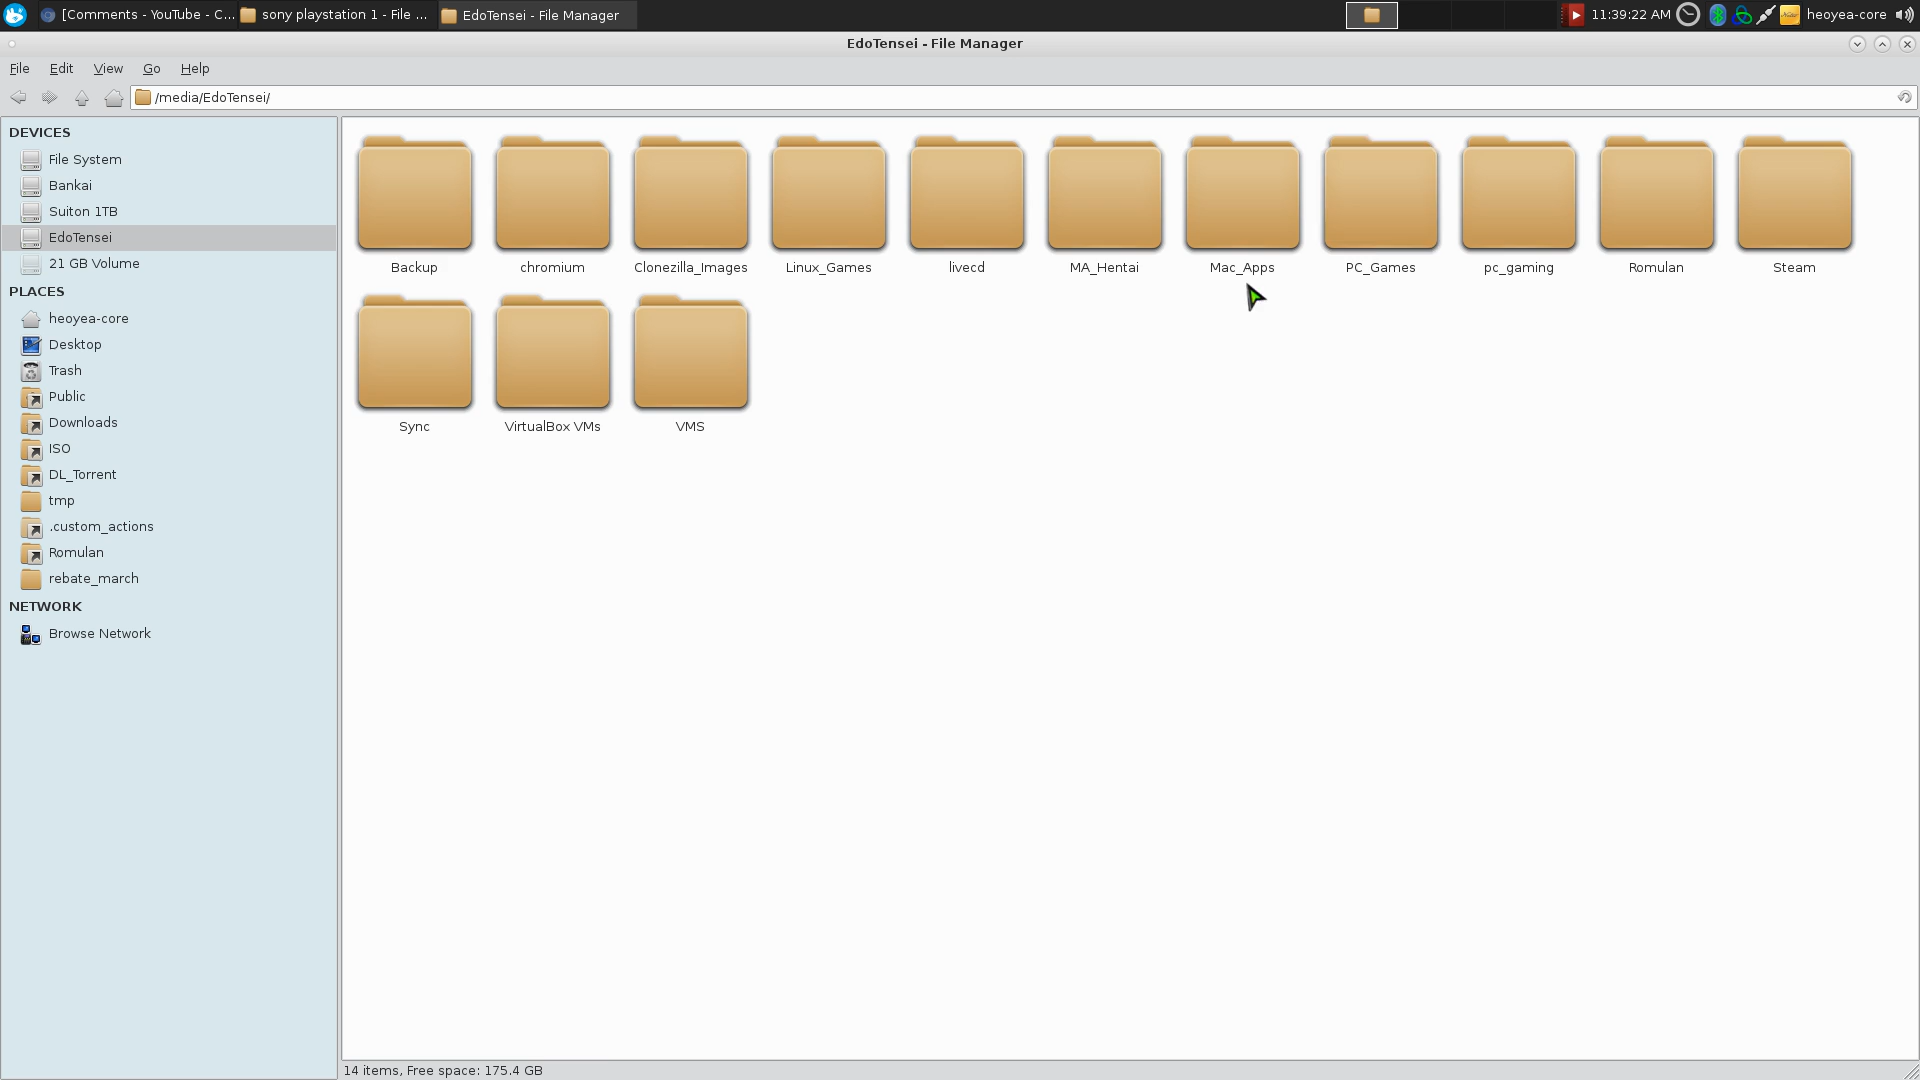 [Comments - YouTube - C... sony playstation 1 - File ... EdoTensei - File Manager 11:39:22 AM heoyea-core
EdoTensei - File Manager
File Edit View Go Help
/media/EdoTensei/
DEVICES
File System
Bankai
Suiton 1TB
EdoTensei
21 GB Volume
PLACES
heoyea-core
Desktop
Trash
Public
Downloads
ISO
DL_Torrent
tmp
.custom_actions
Romulan
rebate_march
NETWORK
Browse Network
Backup chromium Clonezilla_Images Linux_Games livecd MA_Hentai Mac_Apps PC_Games pc_gaming Romulan Steam
Sync VirtualBox VMs VMS
14 items, Free space: 175.4 GB